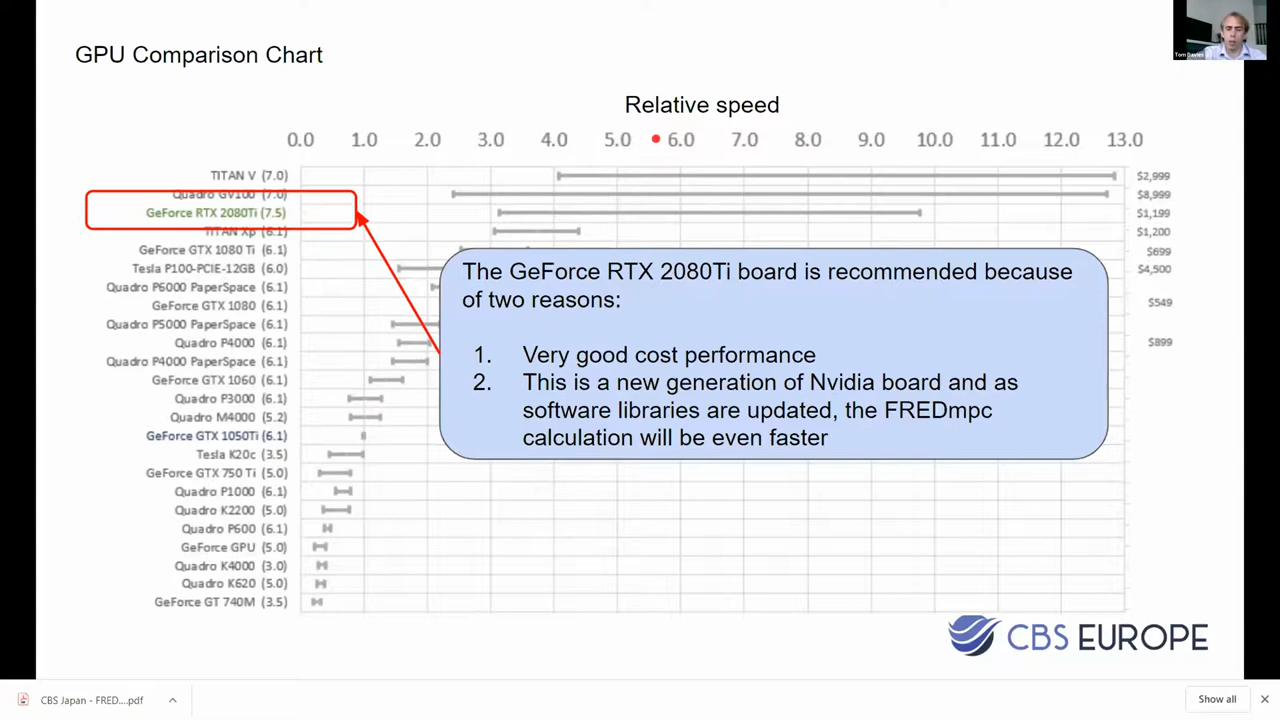 GPU Comparison Chart
Tom Davies
Relative speed
0.0 1.0 2.0 3.0 4.0 5.0 6.0 7.0 8.0 9.0 10.0 11.0 12.0 13.0
TITAN V (7.0) $2,999
Quadro GV100 (7.0) $8,999
GeForce RTX 2080Ti (7.5) $1,199
TITAN Xp (6.1) $1,200
GeForce GTX 1080 Ti (6.1) $699
Tesla P100-PCIE-12GB (6.0) $4,500
Quadro P6000 PaperSpace (6.1)
GeForce GTX 1080 (6.1) $549
Quadro P5000 PaperSpace (6.1)
Quadro P4000 (6.1) $899
Quadro P4000 PaperSpace (6.1)
GeForce GTX 1060 (6.1)
Quadro P3000 (6.1)
Quadro M4000 (5.2)
GeForce GTX 1050Ti (6.1)
Tesla K20c (3.5)
GeForce GTX 750 Ti (5.0)
Quadro P1000 (6.1)
Quadro K2200 (5.0)
Quadro P600 (6.1)
GeForce GPU (5.0)
Quadro K4000 (3.0)
Quadro K620 (5.0)
GeForce GT 740M (3.5)
The GeForce RTX 2080Ti board is recommended because
of two reasons:
1. Very good cost performance
2. This is a new generation of Nvidia board and as
software libraries are updated, the FREDmpc
calculation will be even faster
CBS EUROPE
CBS Japan - FRED....pdf
Show all